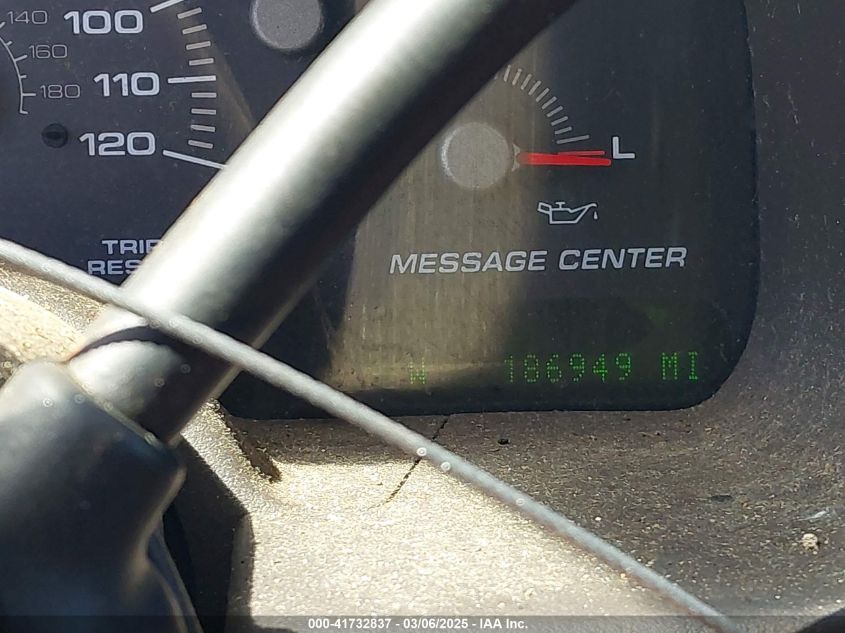 140
100
160
110
180
120
L
TRIP
RES
MESSAGE CENTER
W 186949 MI
000-41732837 - 03/06/2025 - IAA Inc.